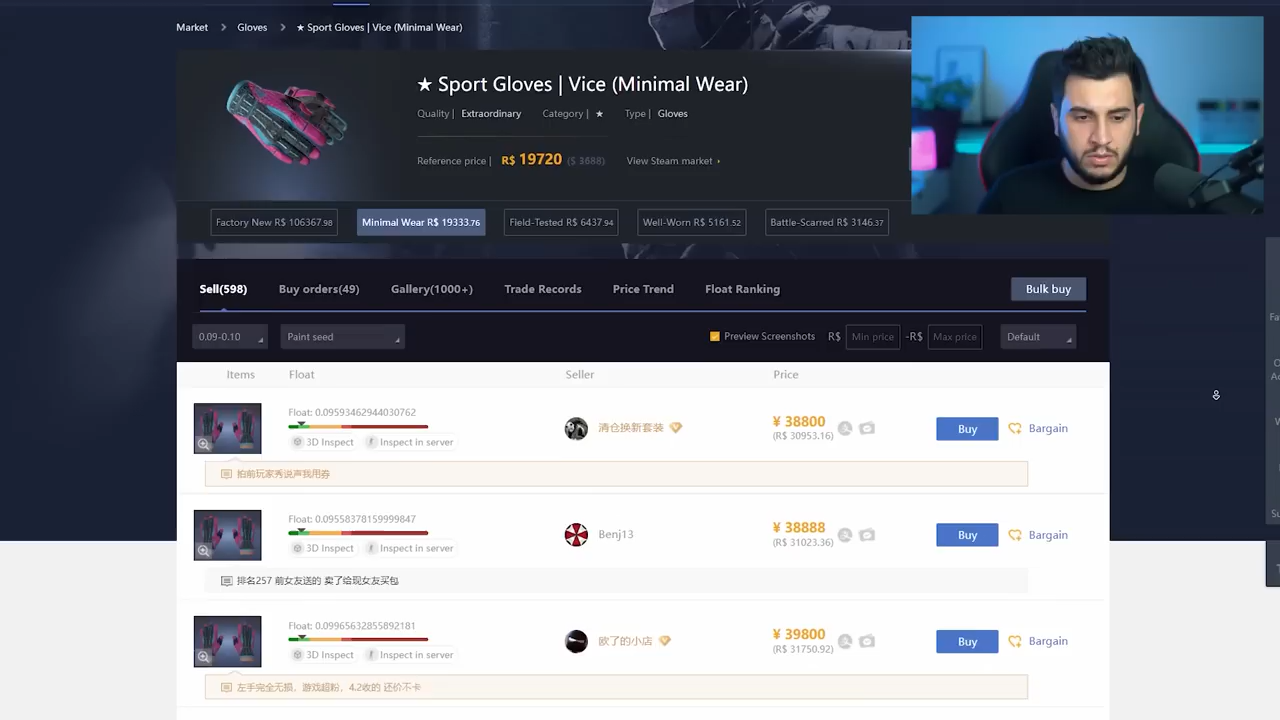 Market > Gloves > ★ Sport Gloves | Vice (Minimal Wear)
★ Sport Gloves | Vice (Minimal Wear)
Quality | Extraordinary Category | ★ Type | Gloves
Reference price | R$ 19720 ($ 3688) View Steam market
Factory New R$ 106367.98 Minimal Wear R$ 19333.76 Field-Tested R$ 6437.94 Well-Worn R$ 5161.52 Battle-Scarred R$ 3146.37
Sell(598) Buy orders(49) Gallery(1000+) Trade Records Price Trend Float Ranking Bulk buy
0.09-0.10 Paint seed Preview Screenshots R$ Min price -R$ Max price Default
Items Float Seller Price
Float: 0.09593462944030762
3D Inspect Inspect in server
清仓换新套装
¥ 38800
(R$ 30953.16)
Buy Bargain
拍前玩家秀说声我用券
Float: 0.09558378159999847
3D Inspect Inspect in server
Benj13
¥ 38888
(R$ 31023.36)
Buy Bargain
排名257 前女友送的 卖了给现女友买包
Float: 0.09965632855892181
3D Inspect Inspect in server
欧了的小店
¥ 39800
(R$ 31750.92)
Buy Bargain
左手完全无损，游戏超粉，4.2收的 还价不卡